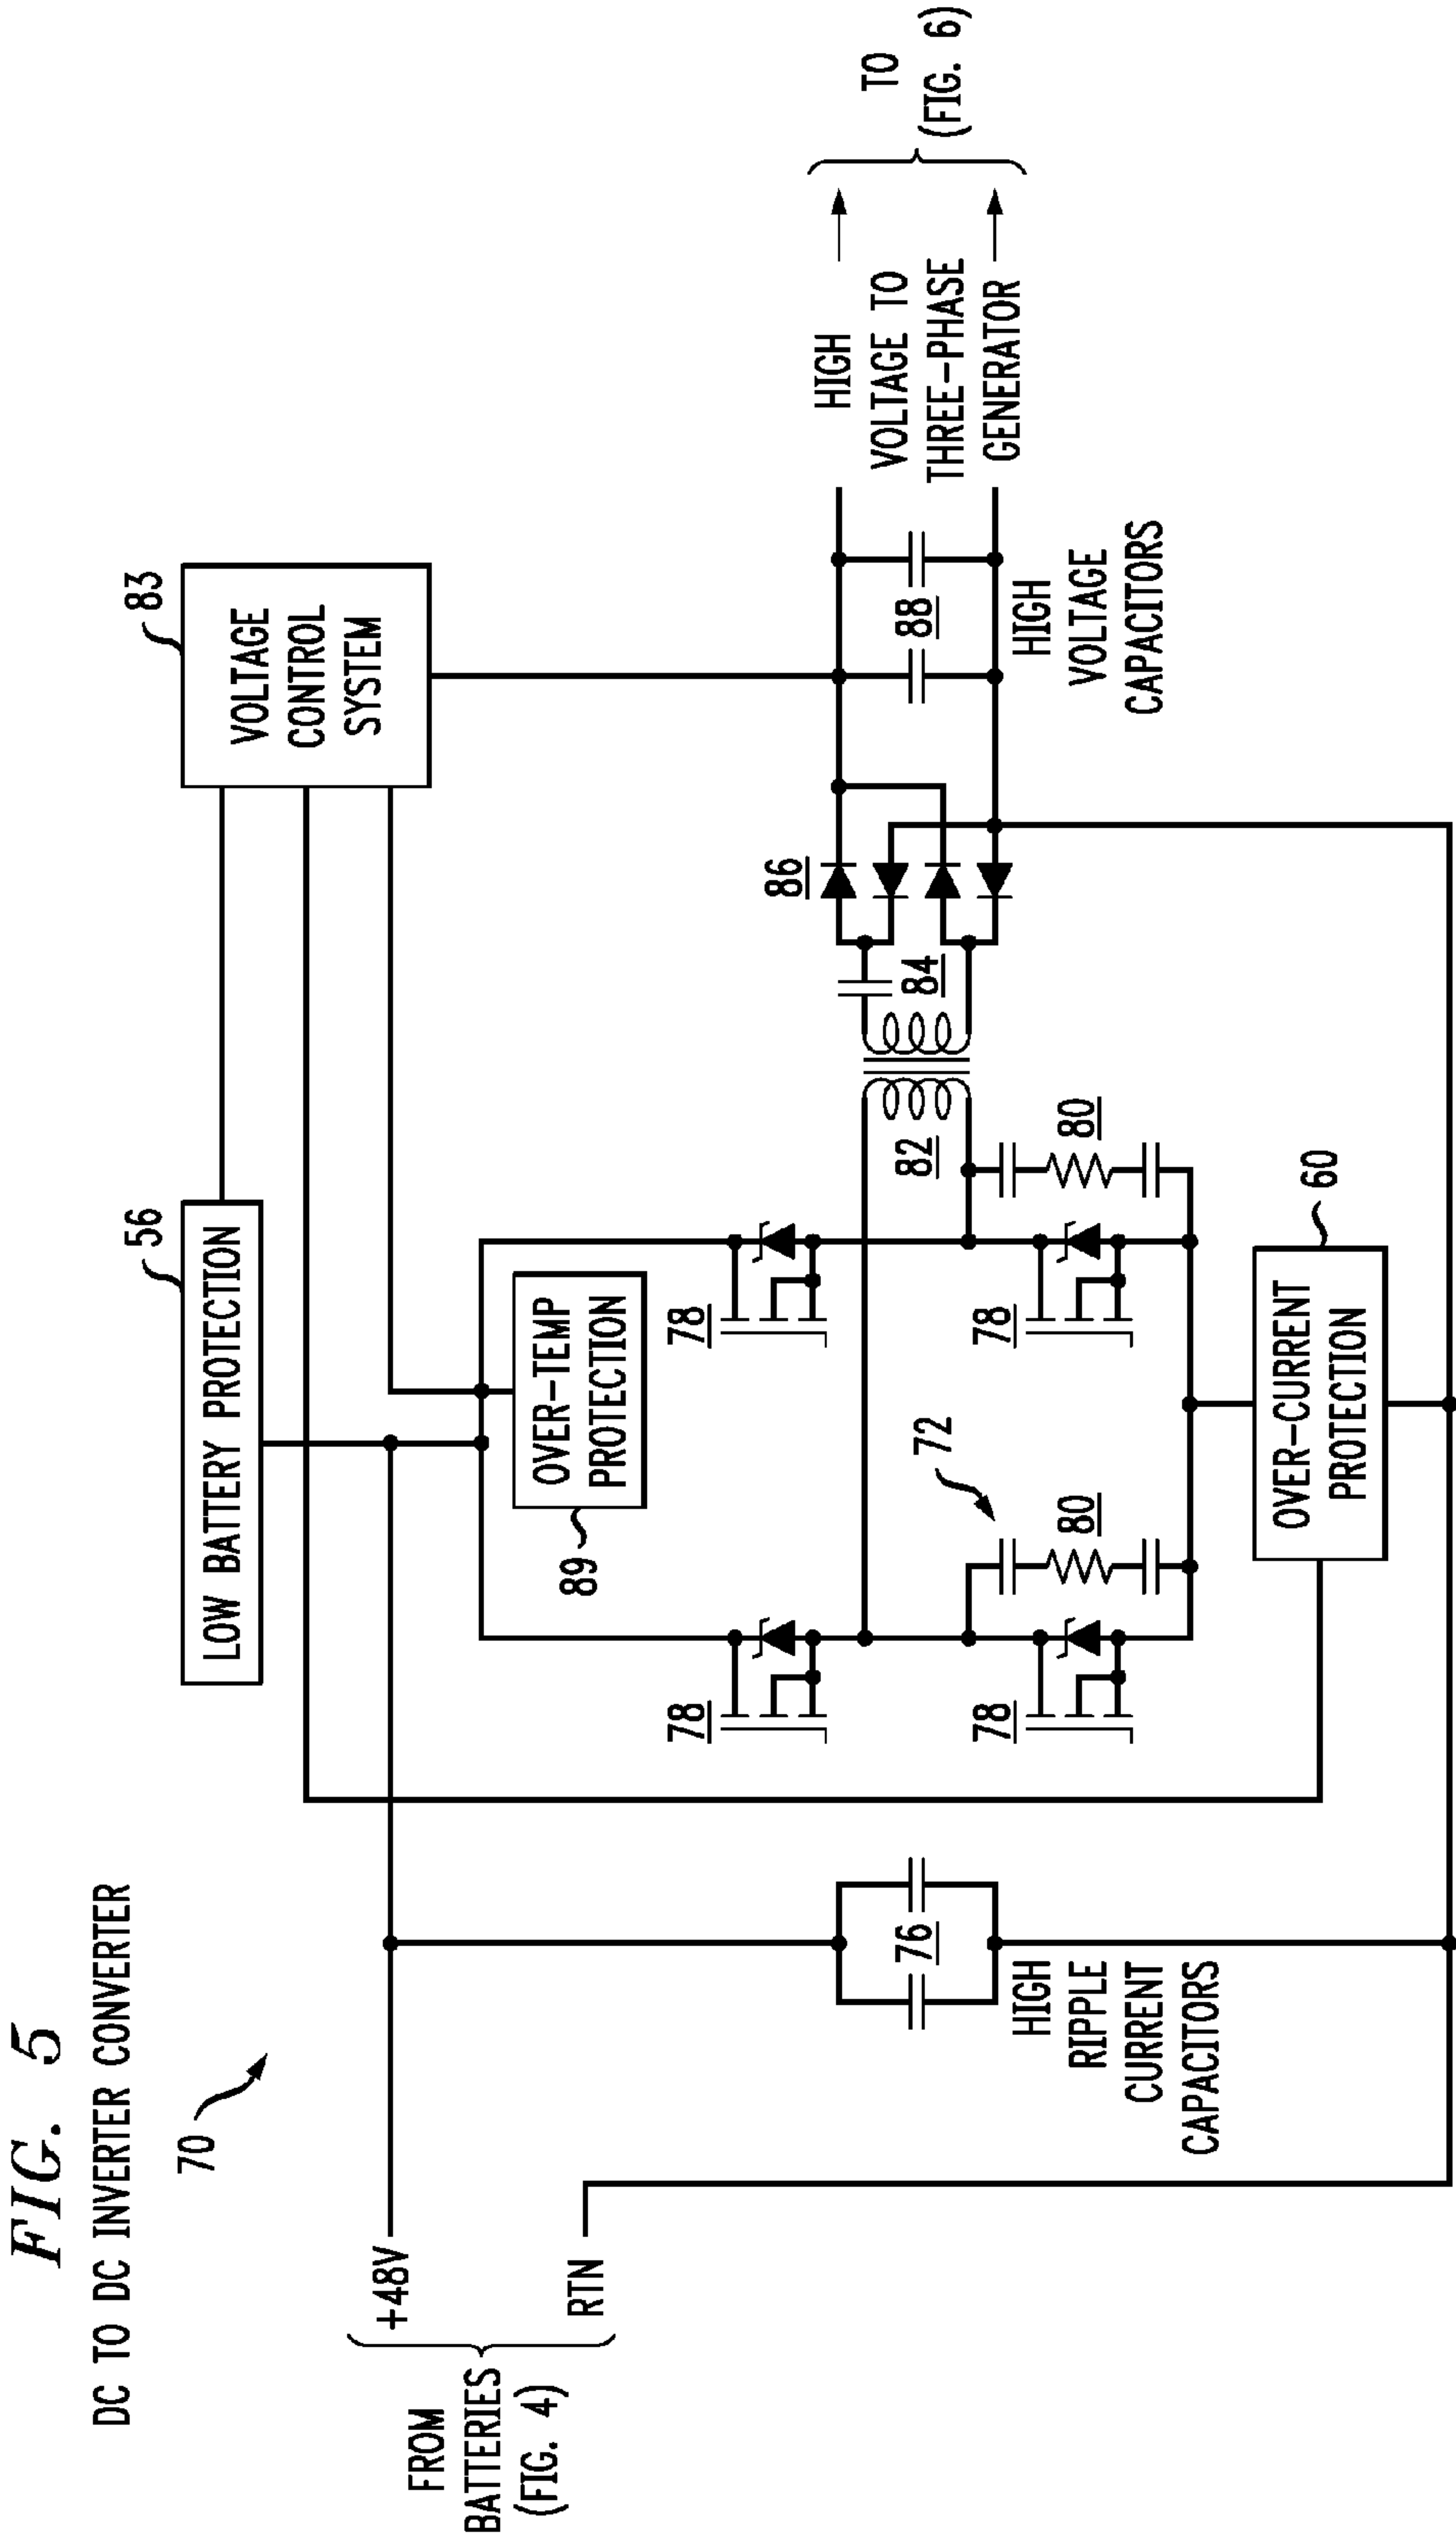 FIG. 5
DC TO DC INVERTER CONVERTER
70
FROM
BATTERIES
(FIG. 4)
+48V
RTN
56
LOW BATTERY PROTECTION
83
VOLTAGE
CONTROL
SYSTEM
89
OVER-TEMP
PROTECTION
78
78
78
78
72
80
80
82
84
86
76
HIGH
RIPPLE
CURRENT
CAPACITORS
60
OVER-CURRENT
PROTECTION
88
HIGH
VOLTAGE
CAPACITORS
HIGH
VOLTAGE TO
THREE-PHASE
GENERATOR
TO
(FIG. 6)